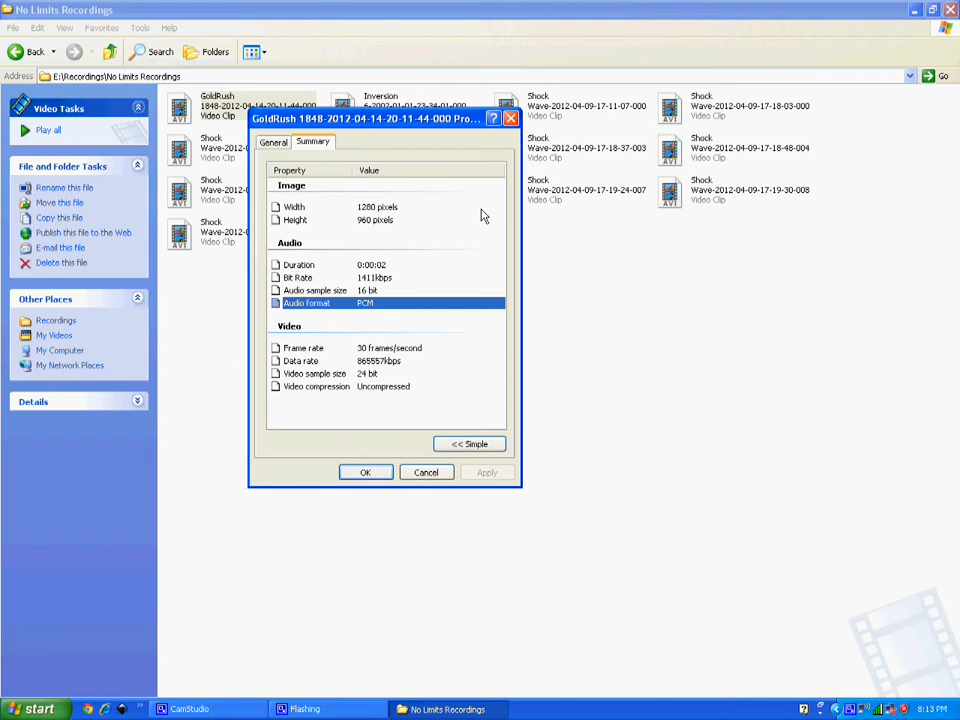 No Limits Recordings
File Edit View Favorites Tools Help
Back Search Folders
Address E:\Recordings\No Limits Recordings Go
Video Tasks
Play all
File and Folder Tasks
Rename this file
Move this file
Copy this file
Publish this file to the Web
E-mail this file
Delete this file
Other Places
Recordings
My Videos
My Computer
My Network Places
Details
GoldRush
1848-2012-04-14-20-11-44-000
Video Clip
Inversion
6-2002-01-01-23-34-01-000
Shock
Wave-2012-04-09-17-11-07-000
Shock
Wave-2012-04-09-17-18-03-000
Video Clip
Shock
Wave-2012-0
Video Clip
09-17-18-37-003
Shock
Wave-2012-04-09-17-18-48-004
Video Clip
Shock
Wave-2012-0
Video Clip
Wave-2012-04-09-17-19-24-007
Shock
Wave-2012-04-09-17-19-30-008
Video Clip
Shock
Wave-2012-0
Video Clip
GoldRush 1848-2012-04-14-20-11-44-000 Pro...
General Summary
Property Value
Image
Width 1280 pixels
Height 960 pixels
Audio
Duration 0:00:02
Bit Rate 1411kbps
Audio sample size 16 bit
Audio format PCM
Video
Frame rate 30 frames/second
Data rate 865557kbps
Video sample size 24 bit
Video compression Uncompressed
<< Simple
OK Cancel Apply
start CamStudio Flashing No Limits Recordings 8:13 PM